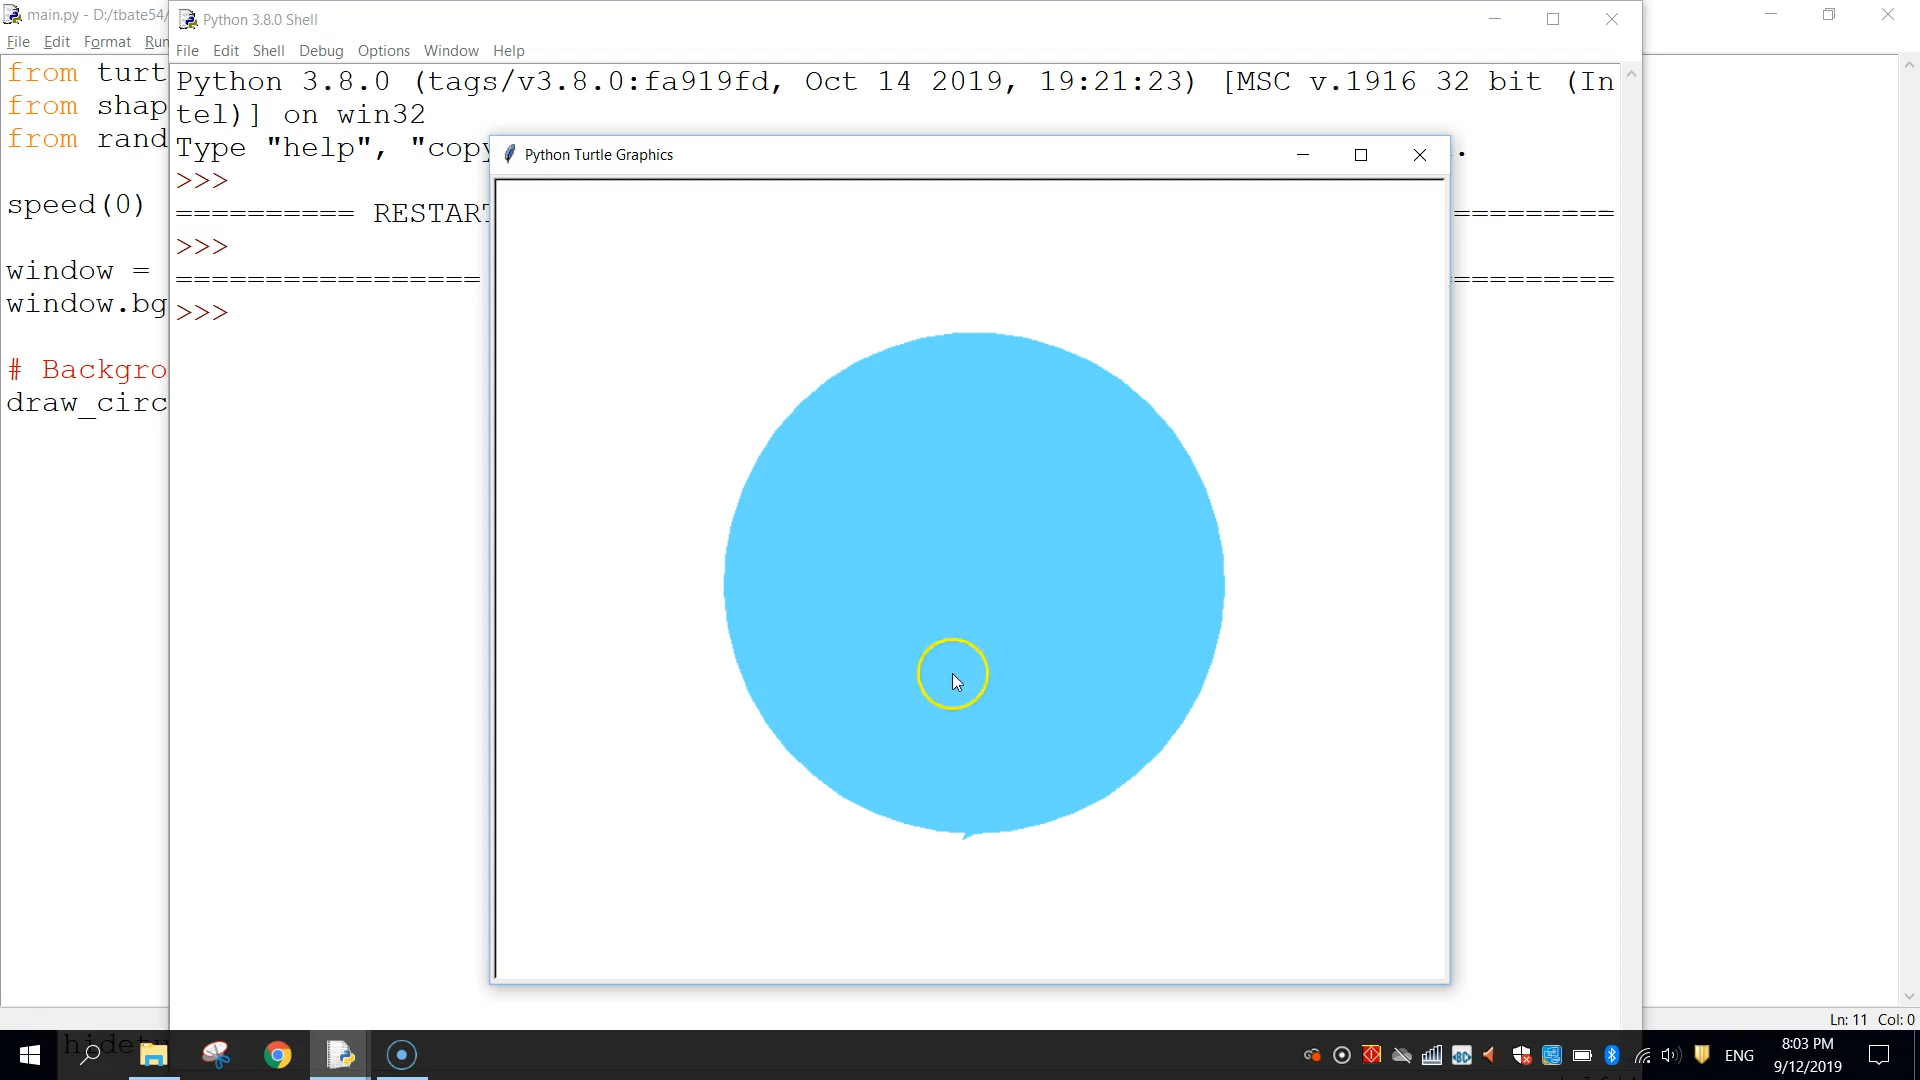 main.py - D:/tbate54/
File Edit Format Run
from turt
from shap
from rand
speed(0)
window =
window.bg
# Backgro
draw_circ
Python 3.8.0 Shell
File Edit Shell Debug Options Window Help
Python 3.8.0 (tags/v3.8.0:fa919fd, Oct 14 2019, 19:21:23) [MSC v.1916 32 bit (In
tel)] on win32
Type "help", "copy .
>>>
========== RESTART =========
>>>
================= =========
>>>
Python Turtle Graphics
Ln: 11 Col: 0
hidetu
ENG
8:03 PM
9/12/2019